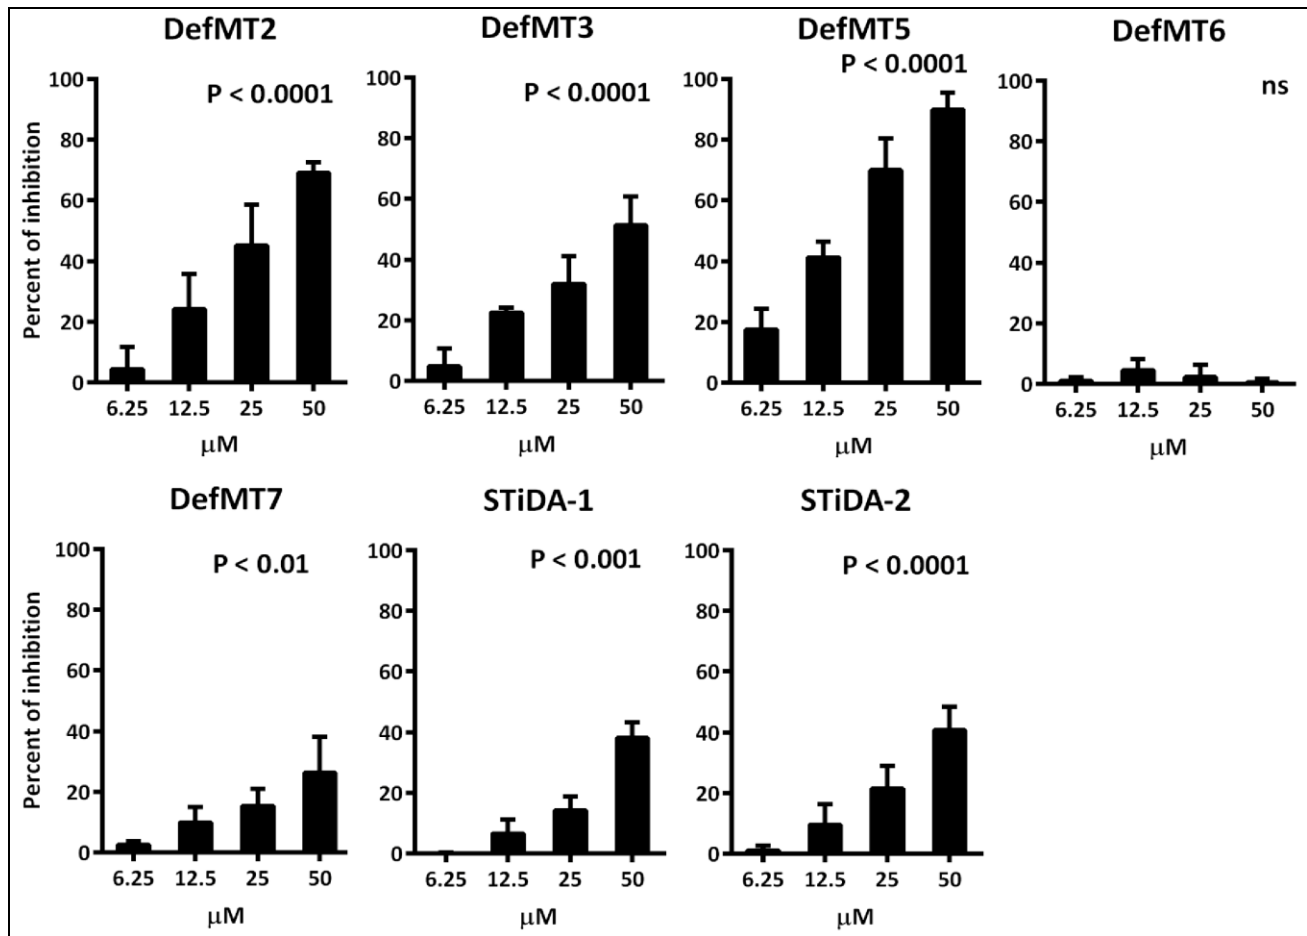 DefMT2
DefMT3
DefMT5
DefMT6
P < 0.0001
P < 0.0001
P < 0.0001
ns
Percent of inhibition
100
80
60
40
20
0
100
80
60
40
20
0
100
80
60
40
20
0
100
80
60
40
20
0
6.25 12.5 25 50
6.25 12.5 25 50
6.25 12.5 25 50
6.25 12.5 25 50
μM
μM
μM
μM
DefMT7
STiDA-1
STiDA-2
P < 0.01
P < 0.001
P < 0.0001
Percent of inhibition
100
80
60
40
20
0
100
80
60
40
20
0
100
80
60
40
20
0
6.25 12.5 25 50
6.25 12.5 25 50
6.25 12.5 25 50
μM
μM
μM